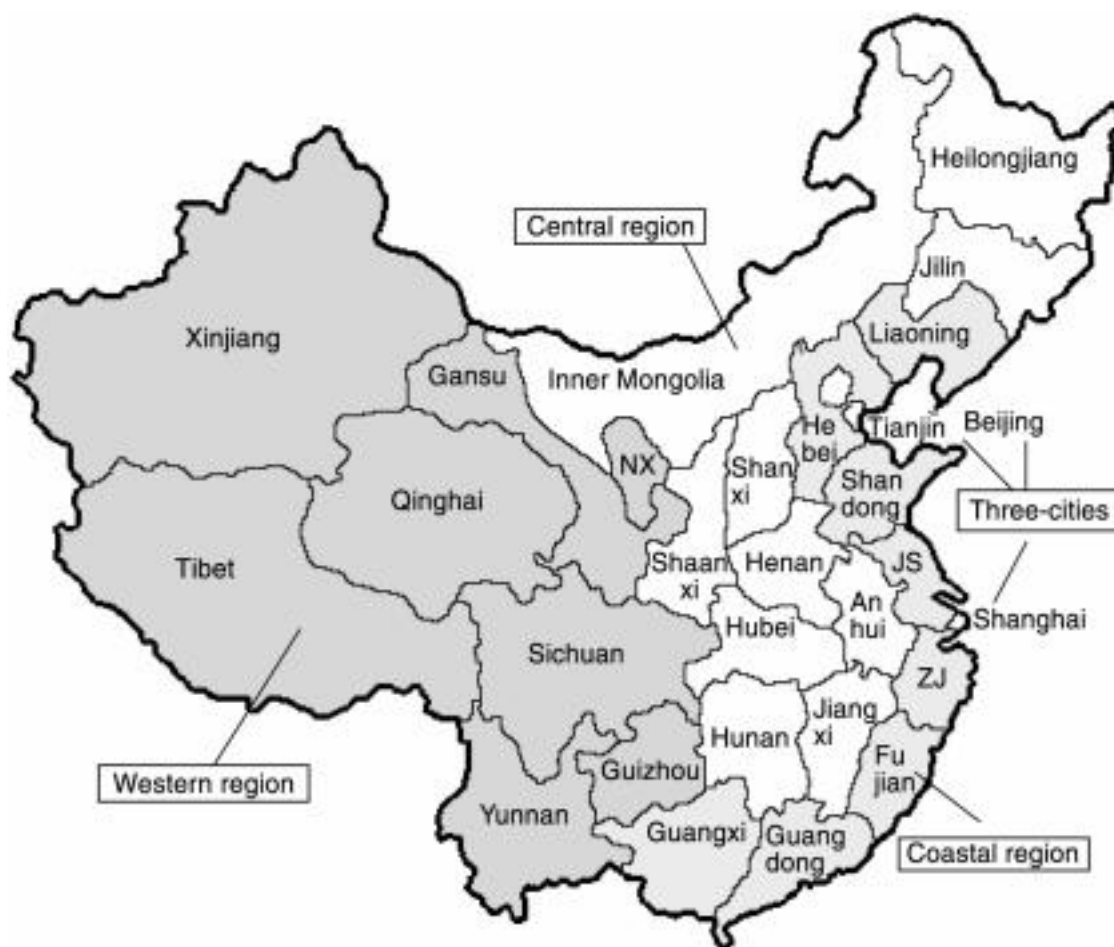 Heilongjiang
Central region
Jilin
Xinjiang
Liaoning
Gansu
Inner Mongolia
He
bei
Tianjin
Beijing
NX
Shan
xi
Shan
dong
Qinghai
Three-cities
Tibet
Shaan
xi
Henan
JS
An
hui
Shanghai
Hubei
Sichuan
ZJ
Jiang
xi
Hunan
Fu
jian
Western region
Guizhou
Yunnan
Guangxi
Guang
dong
Coastal region